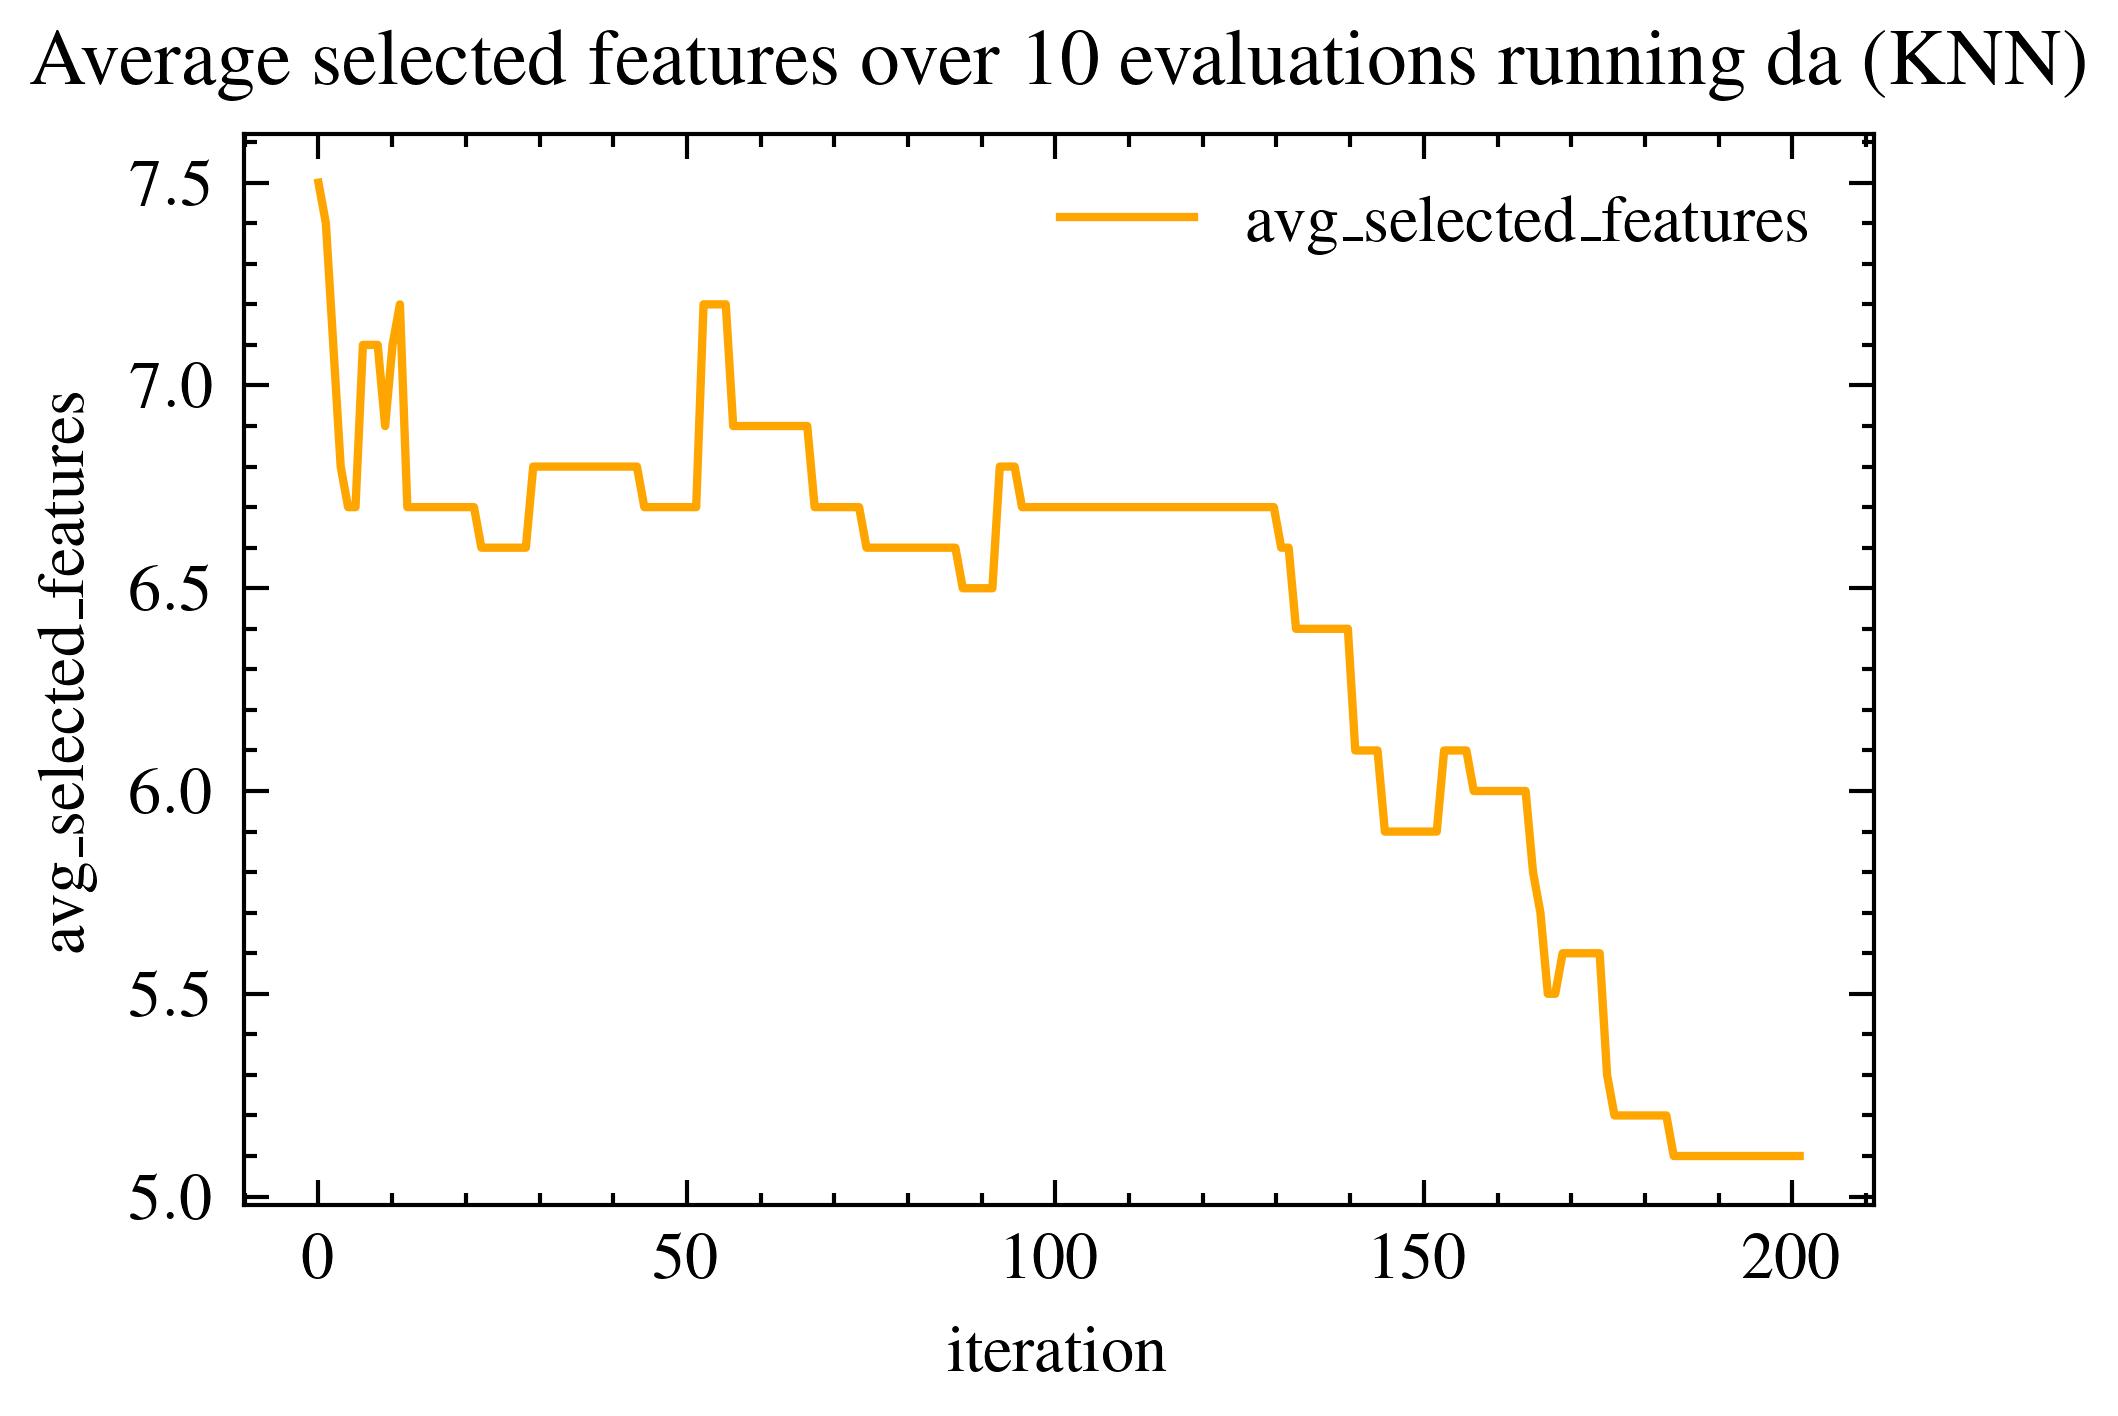 Average selected features over 10 evaluations running da (KNN)
avg_selected_features
avg_selected_features
7.5
7.0
6.5
6.0
5.5
5.0
0 50 100 150 200
iteration